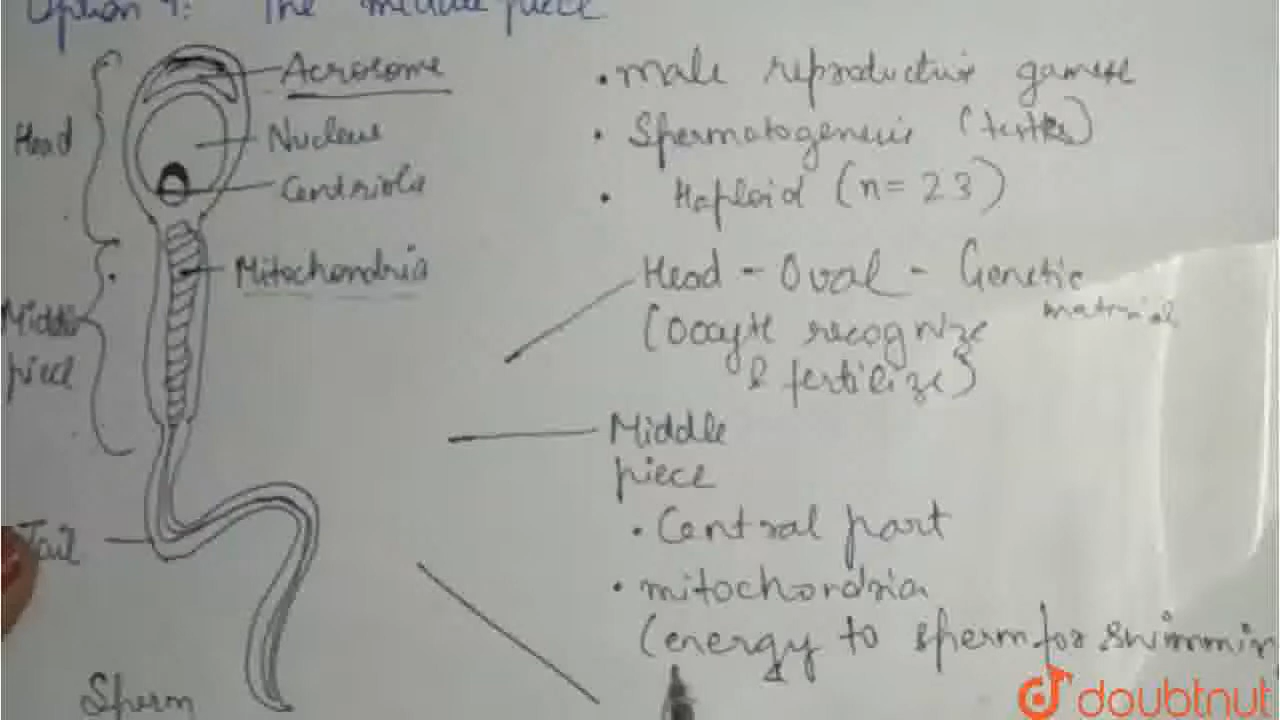 Option 4: The middle piece
Head
Acrosome
Nucleus
Centriole
Mitochondria
Middle
piece
Tail
Sperm
• male reproductive gamete
• Spermatogenesis (testes)
• Haploid (n = 23)
Head - Oval - Genetic
material
(Oocyte recognize
& fertilize)
Middle
piece
• Central part
• mitochondria
(energy to sperm for swimmin
doubtnut